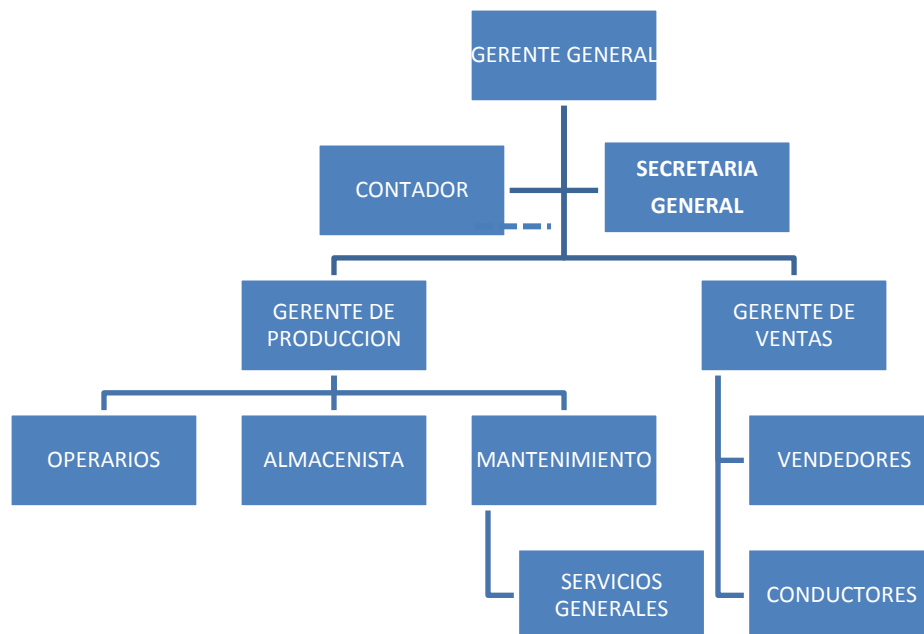 GERENTE GENERAL
CONTADOR
SECRETARIA
GENERAL
GERENTE DE
PRODUCCION
GERENTE DE
VENTAS
OPERARIOS
ALMACENISTA
MANTENIMIENTO
VENDEDORES
SERVICIOS
GENERALES
CONDUCTORES